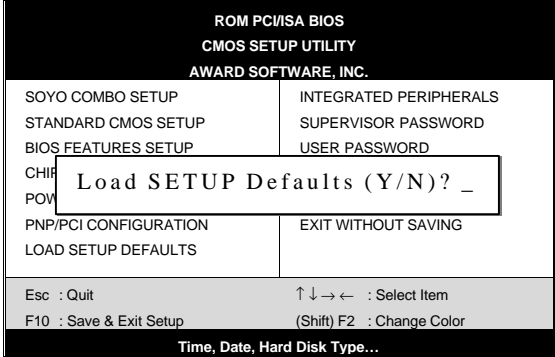 ROM PCI/ISA BIOS
CMOS SETUP UTILITY
AWARD SOFTWARE, INC.
SOYO COMBO SETUP
STANDARD CMOS SETUP
BIOS FEATURES SETUP
PNP/PCI CONFIGURATION
LOAD SETUP DEFAULTS
INTEGRATED PERIPHERALS
SUPERVISOR PASSWORD
USER PASSWORD
EXIT WITHOUT SAVING
Load SETUP Defaults (Y/N)? _
Esc : Quit
↑ ↓ → ← : Select Item
F10 : Save & Exit Setup
(Shift) F2 : Change Color
Time, Date, Hard Disk Type…